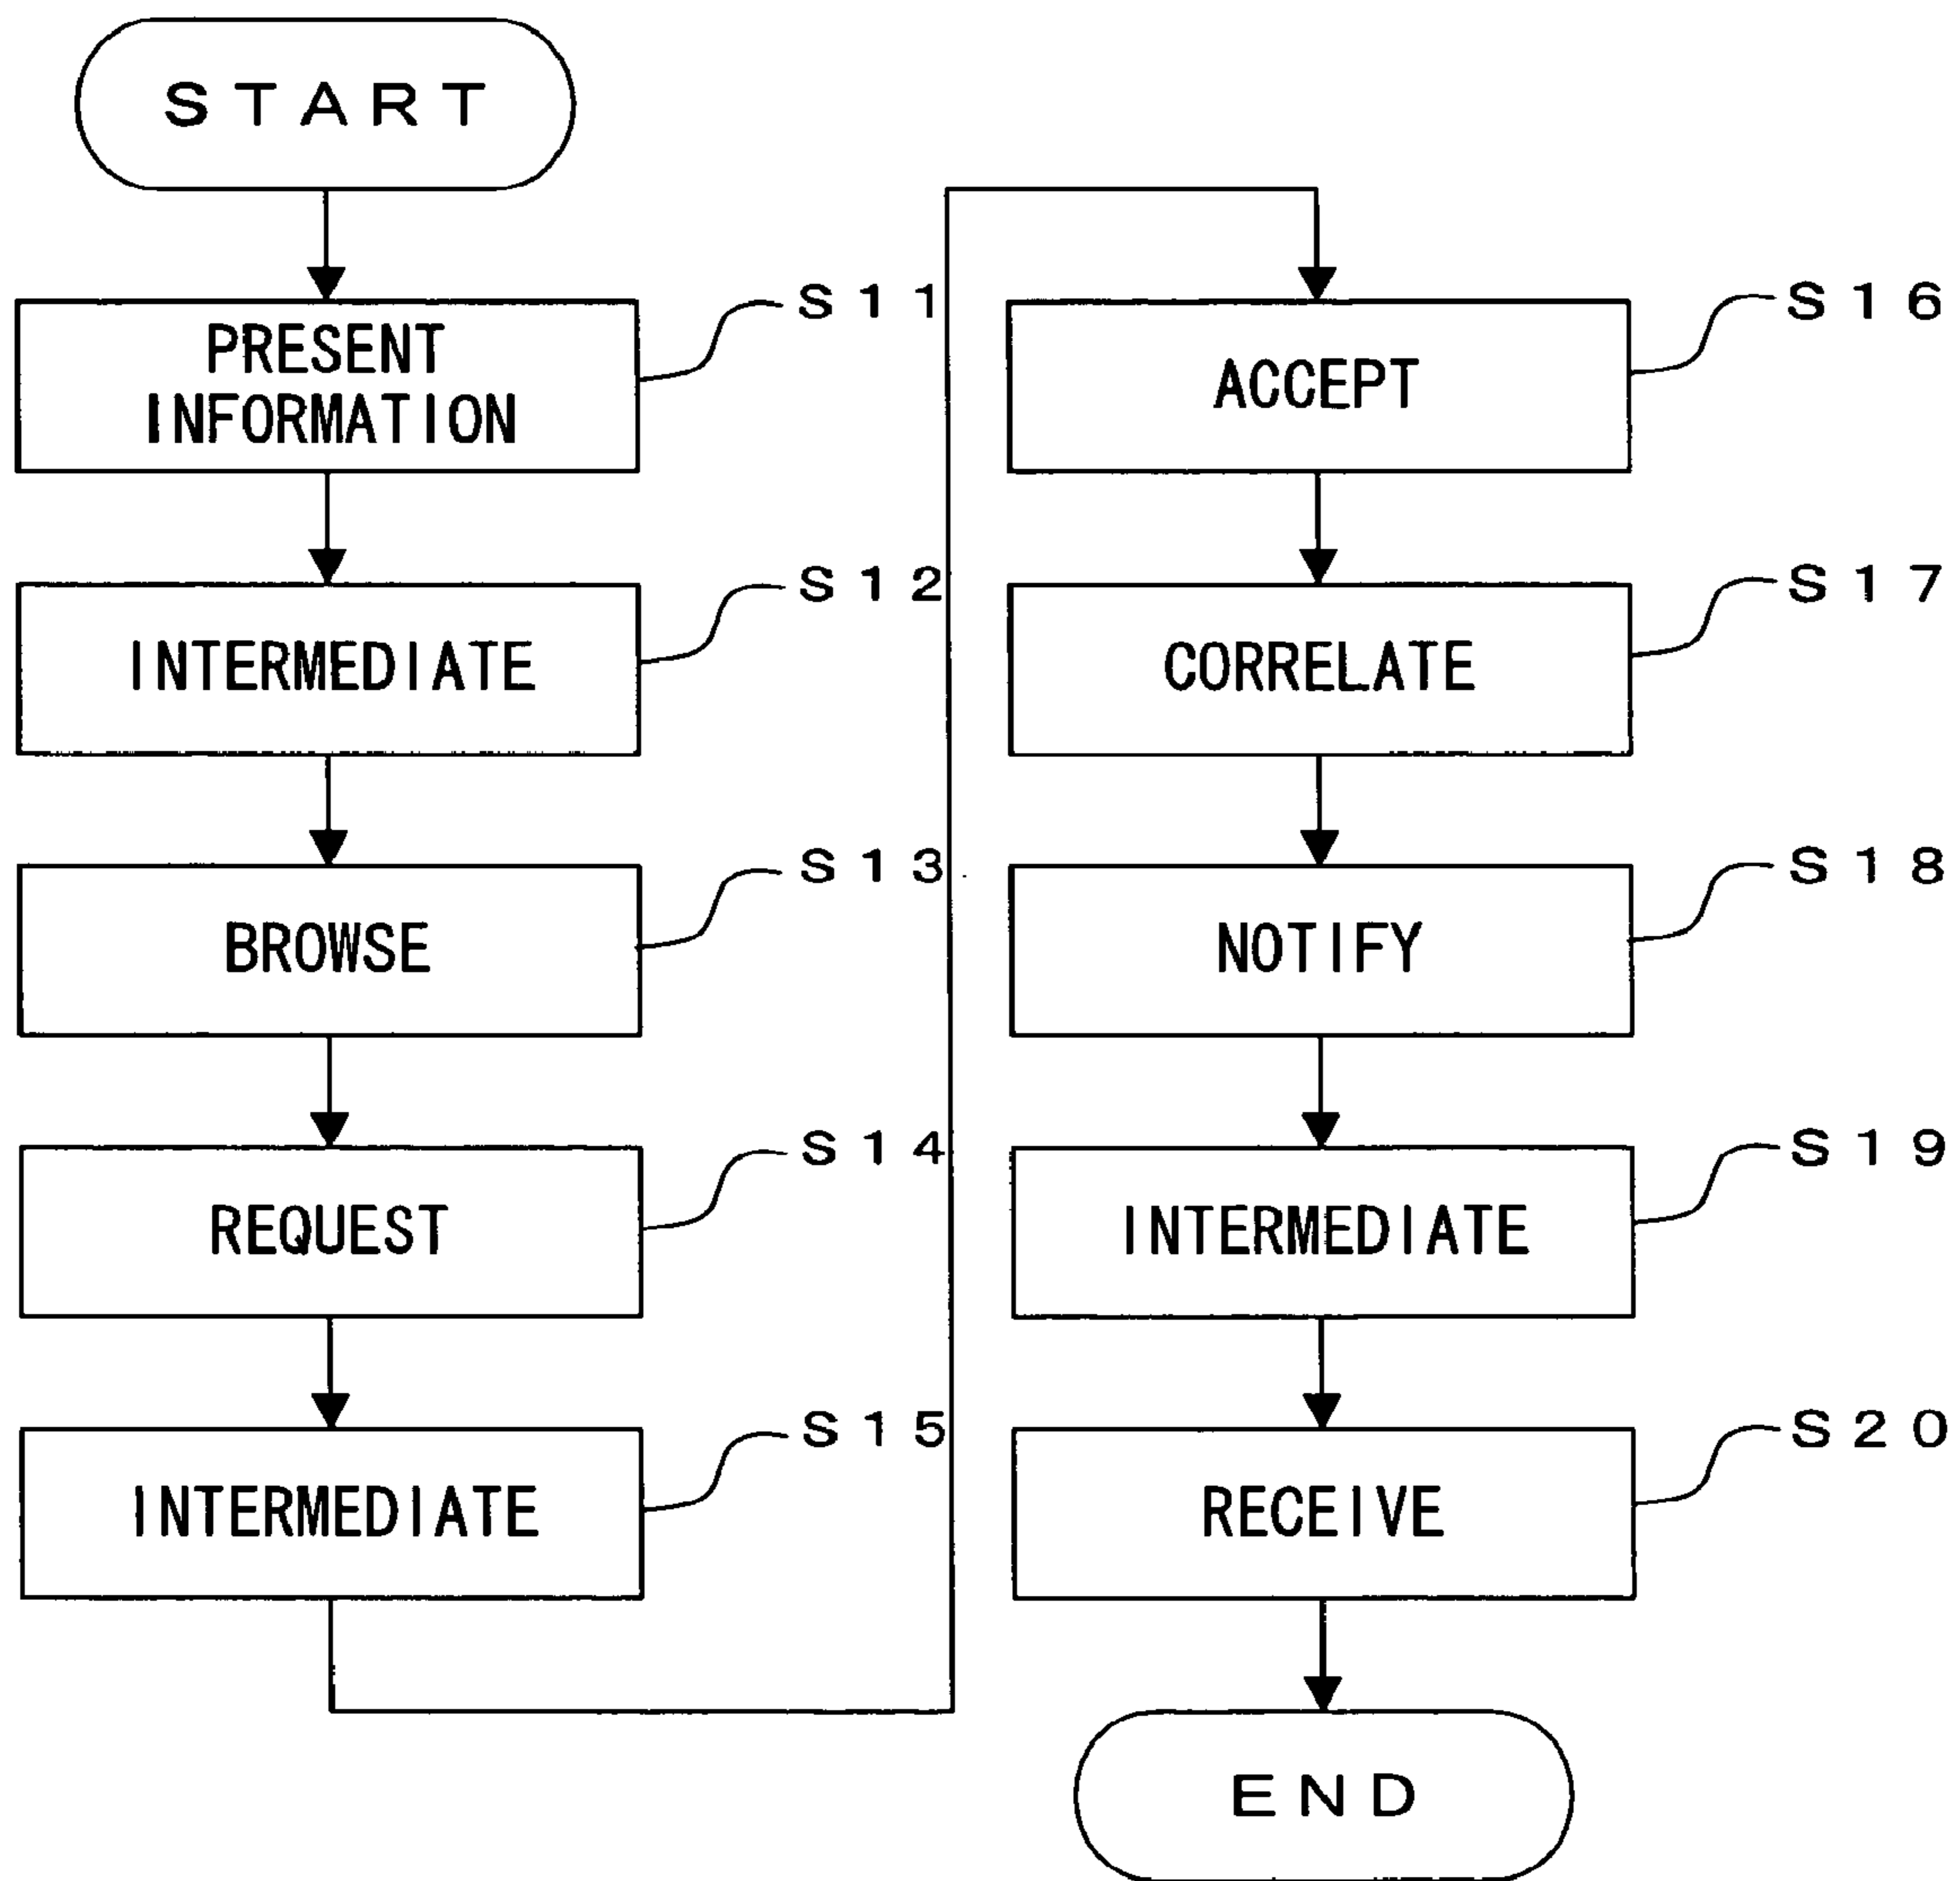 START
PRESENT
INFORMATION
S11
INTERMEDIATE
S12
BROWSE
S13
REQUEST
S14
INTERMEDIATE
S15
ACCEPT
S16
CORRELATE
S17
NOTIFY
S18
INTERMEDIATE
S19
RECEIVE
S20
END